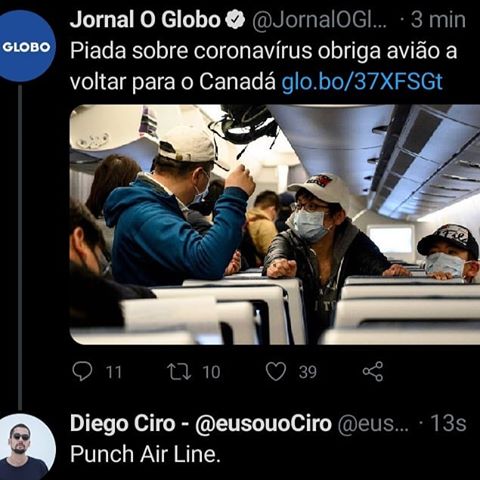 GLOBO
Jornal O Globo @JornalOGl... · 3 min
Piada sobre coronavírus obriga avião a
voltar para o Canadá glo.bo/37XFSGt
11 10 39
Diego Ciro - @eusouoCiro @eus... · 13s
Punch Air Line.